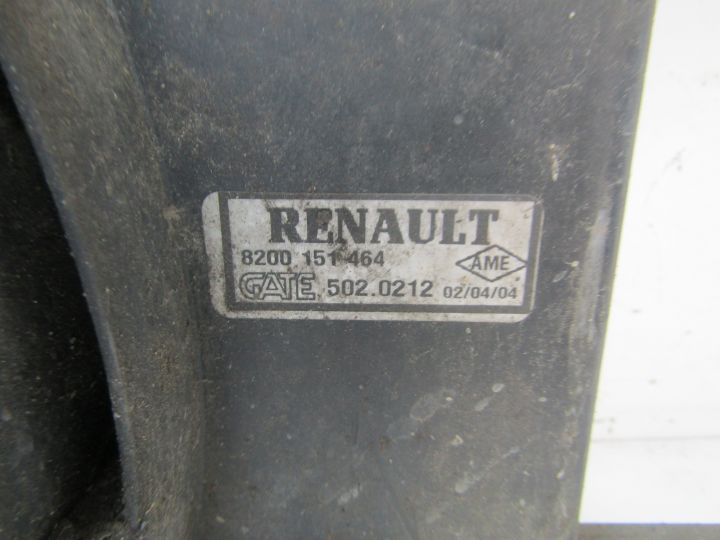 RENAULT
8200 151 464
AME
GATE 502.0212 02/04/04